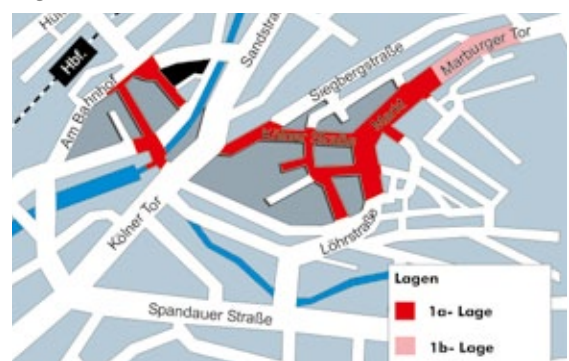 Hbf.
Am Bahnhof
Sandstraße
Siegbergstraße
Marburger Tor
Kölner Straße
Markt
Kölner Tor
Löhrstraße
Spandauer Straße
Lagen
1a- Lage
1b- Lage